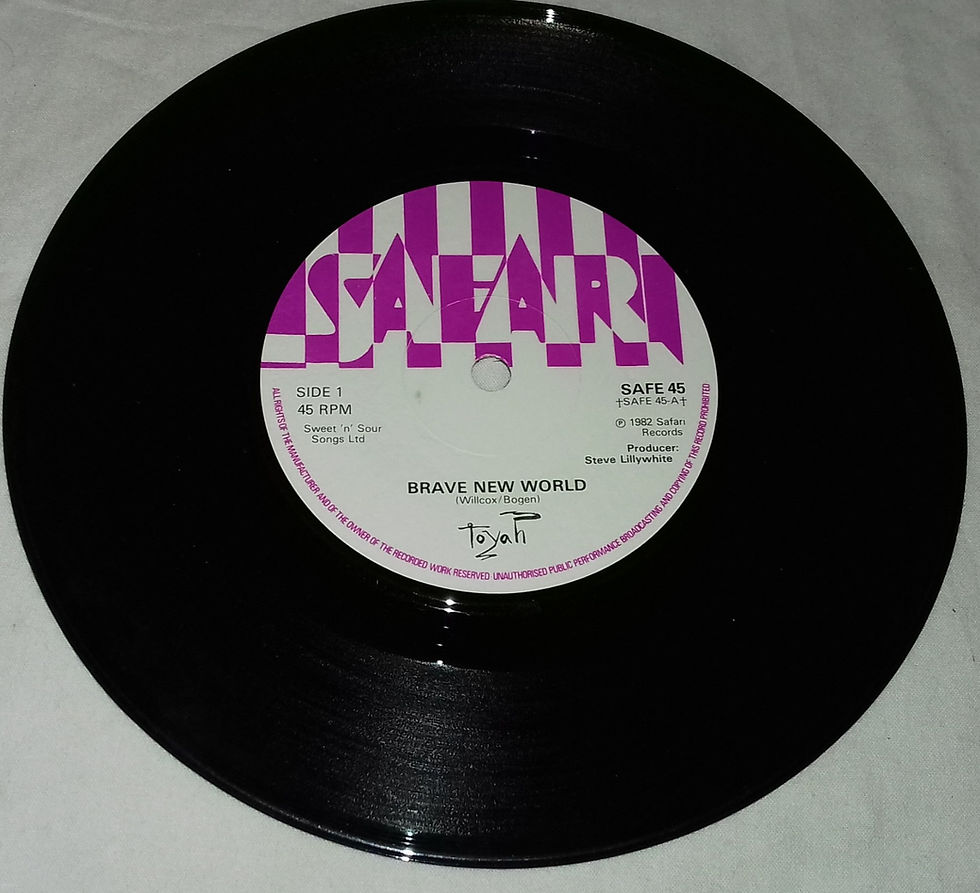 SAFARI
SIDE 1
45 RPM
Sweet 'n' Sour
Songs Ltd
SAFE 45
†SAFE 45-A†
℗ 1982 Safari
Records
Producer:
Steve Lillywhite
BRAVE NEW WORLD
(Willcox/Bogen)
Toyah
ALL RIGHTS OF THE MANUFACTURER AND OF THE OWNER OF THE RECORDED WORK RESERVED UNAUTHORISED PUBLIC PERFORMANCE BROADCASTING AND COPYING OF THIS RECORD PROHIBITED